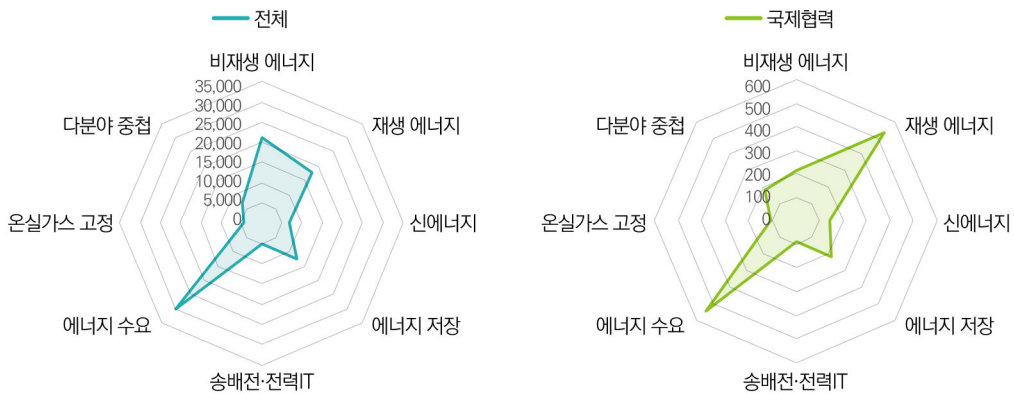 전체
비재생 에너지
35,000
30,000
25,000
20,000
15,000
10,000
5,000
0
재생 에너지
신에너지
에너지 저장
송배전·전력IT
에너지 수요
온실가스 고정
다분야 중첩
국제협력
비재생 에너지
600
500
400
300
200
100
0
재생 에너지
신에너지
에너지 저장
송배전·전력IT
에너지 수요
온실가스 고정
다분야 중첩